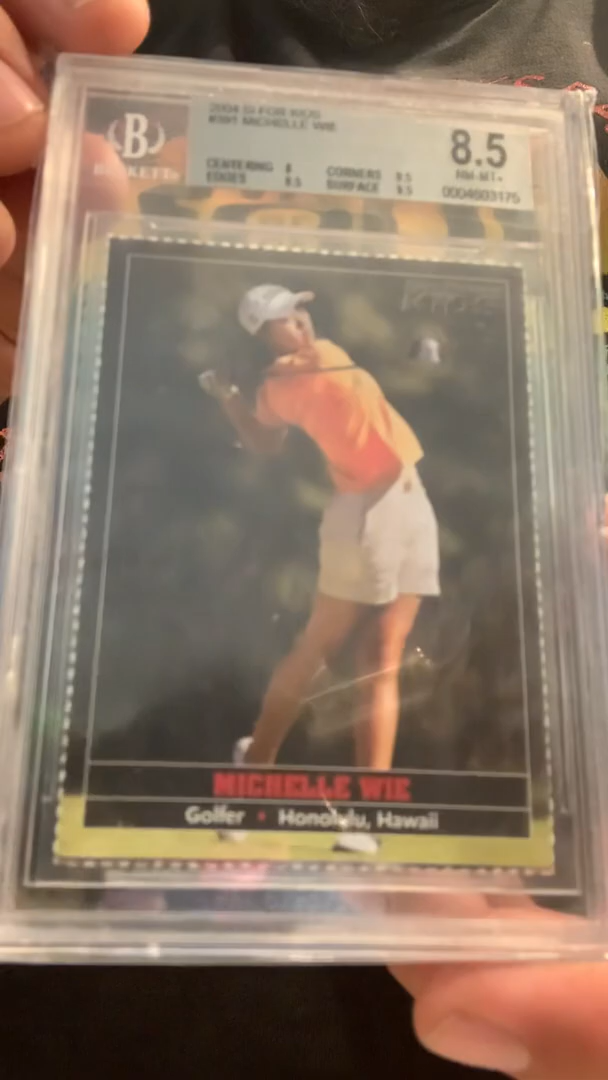 B
BECKETT
2004 SI FOR KIDS
#391 MICHELLE WIE
CENTERING 8 CORNERS 9.5
EDGES 8.5 SURFACE 9.5
8.5
NM-MT+
0004603175
KIDS
MICHELLE WIE
Golfer • Honolulu, Hawaii